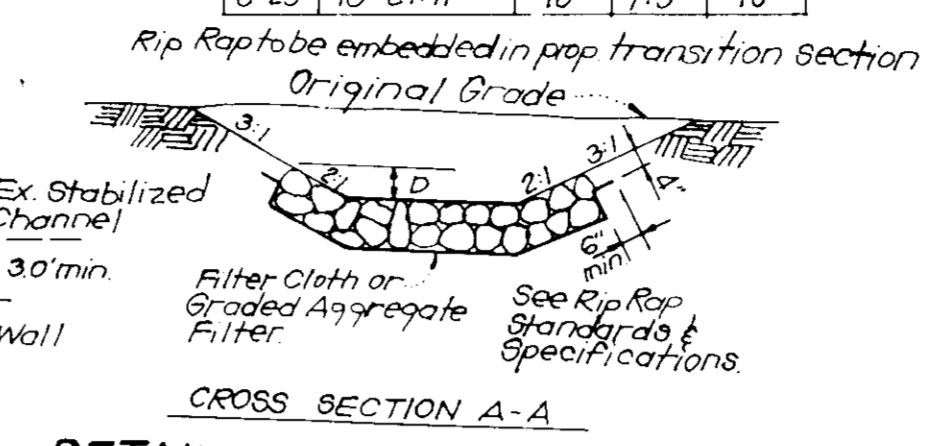 Rip Rap to be embedded in prop. transition section
Original Grade
3:1
2:1
D
2:1
3:1
4"
6"
min.
Ex. Stabilized
Channel
3.0' min.
Wall
Filter Cloth or
Graded Aggregate
Filter.
See Rip Rap
Standards &
Specifications.
CROSS SECTION A-A